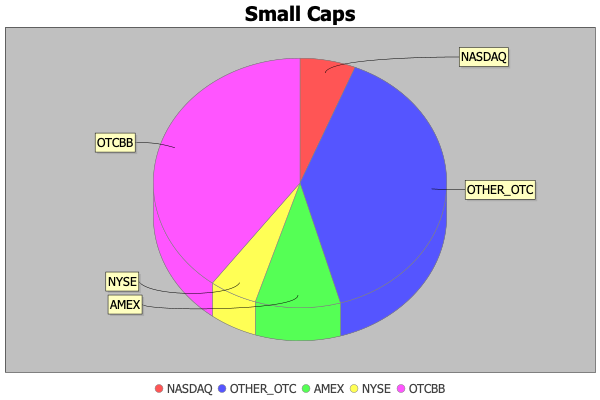 Small Caps
NASDAQ
OTCBB
OTHER_OTC
NYSE
AMEX
NASDAQ OTHER_OTC AMEX NYSE OTCBB